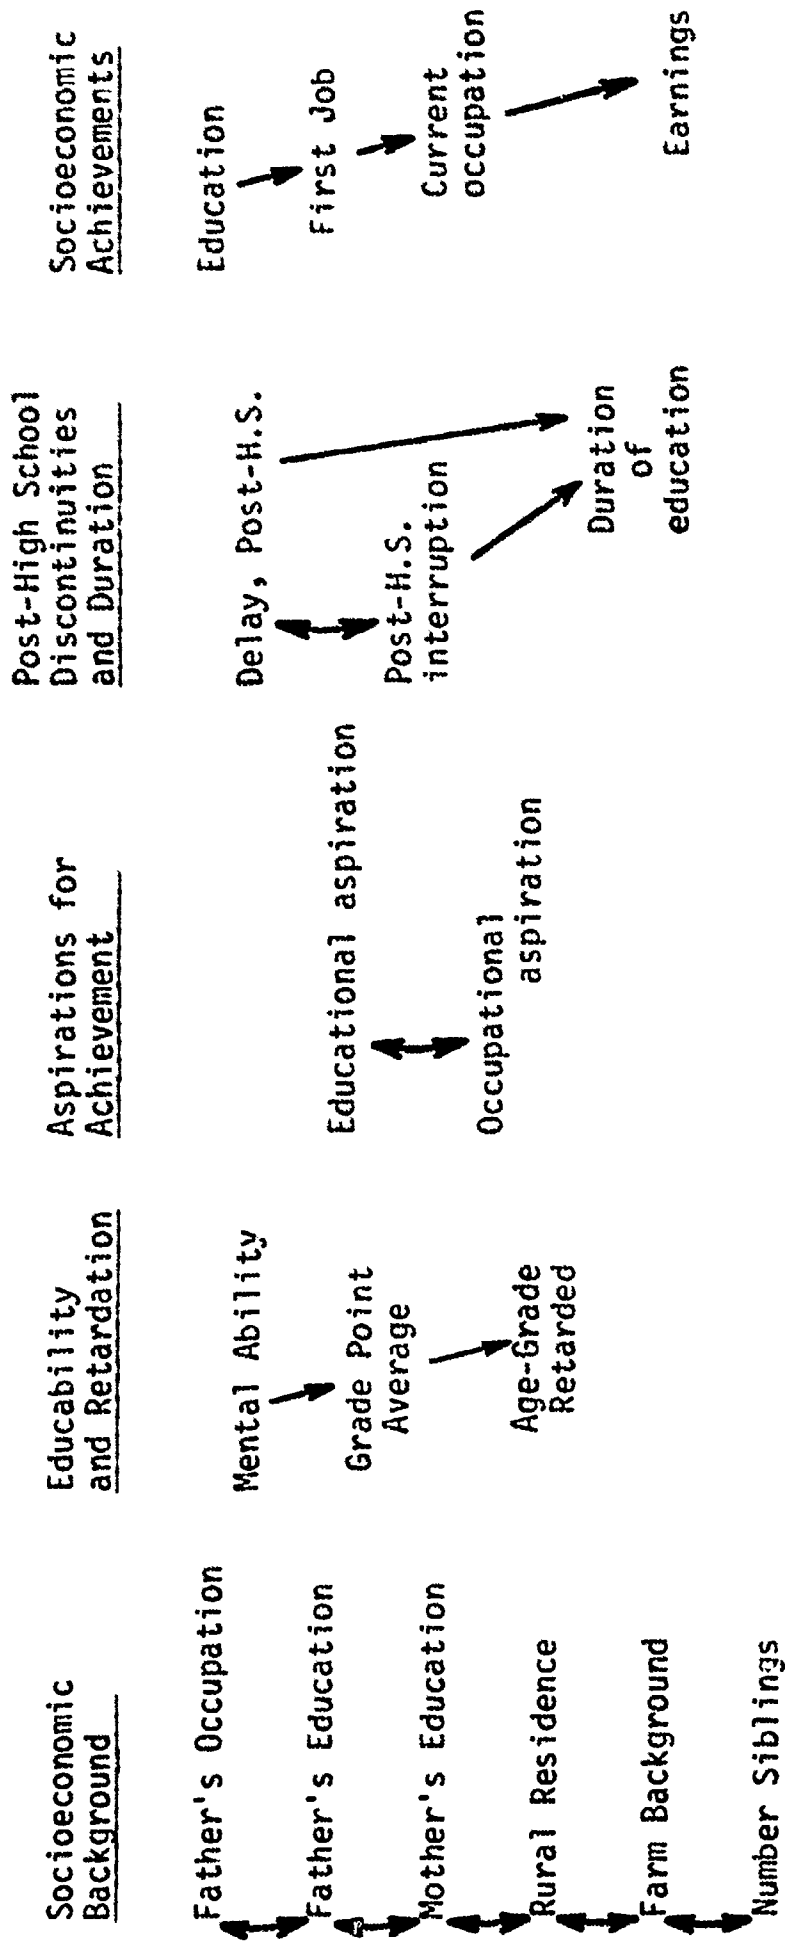 Socioeconomic
Background
Father's Occupation
Father's Education
Mother's Education
Rural Residence
Farm Background
Number Siblings
Educability
and Retardation
Mental Ability
Grade Point
Average
Age-Grade
Retarded
Aspirations for
Achievement
Educational aspiration
Occupational
aspiration
Post-High School
Discontinuities
and Duration
Delay, Post-H.S.
Post-H.S.
interruption
Duration
of
education
Socioeconomic
Achievements
Education
First Job
Current
occupation
Earnings